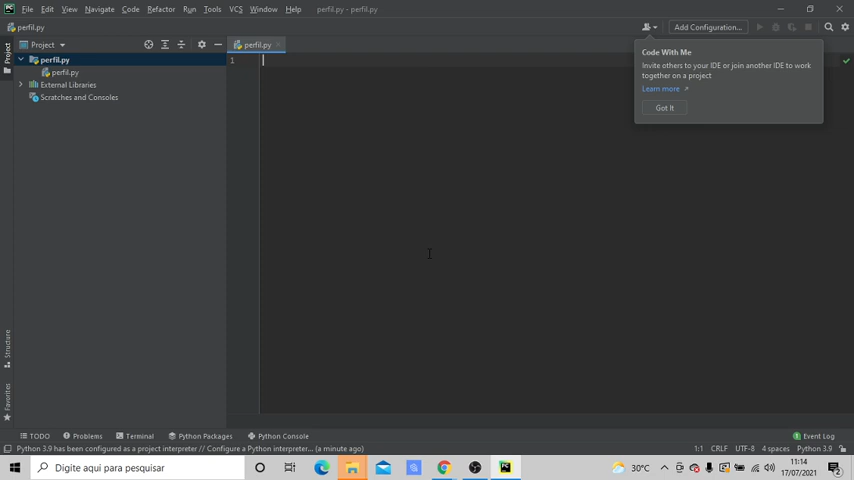 File Edit View Navigate Code Refactor Run Tools VCS Window Help perfil.py - perfil.py
perfil.py
Add Configuration...
Project
Project
perfil.py
perfil.py
External Libraries
Scratches and Consoles
perfil.py
1
Code With Me
Invite others to your IDE or join another IDE to work
together on a project
Learn more
Got It
Structure
Favorites
TODO Problems Terminal Python Packages Python Console Event Log
Python 3.9 has been configured as a project interpreter // Configure a Python interpreter... (a minute ago) 1:1 CRLF UTF-8 4 spaces Python 3.9
Digite aqui para pesquisar
30°C
11:14
17/07/2021
2